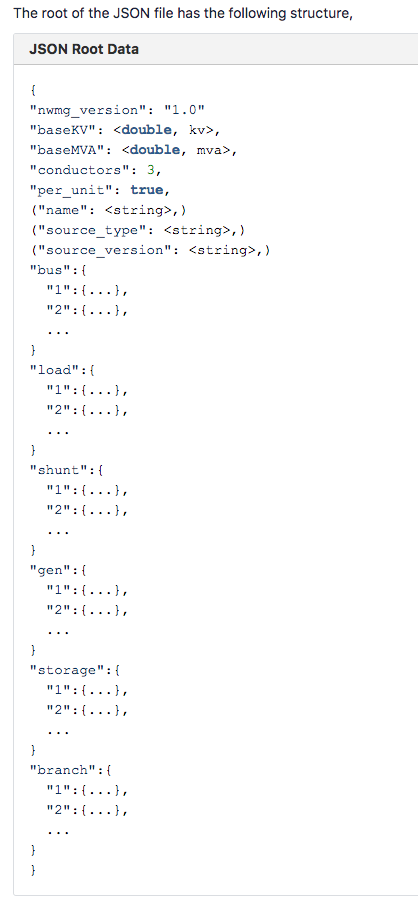 The root of the JSON file has the following structure,
JSON Root Data
{
"nwmg_version": "1.0"
"baseKV": <double, kv>,
"baseMVA": <double, mva>,
"conductors": 3,
"per_unit": true,
("name": <string>,)
("source_type": <string>,)
("source_version": <string>,)
"bus":{
"1":{...},
"2":{...},
...
}
"load":{
"1":{...},
"2":{...},
...
}
"shunt":{
"1":{...},
"2":{...},
...
}
"gen":{
"1":{...},
"2":{...},
...
}
"storage":{
"1":{...},
"2":{...},
...
}
"branch":{
"1":{...},
"2":{...},
...
}
}